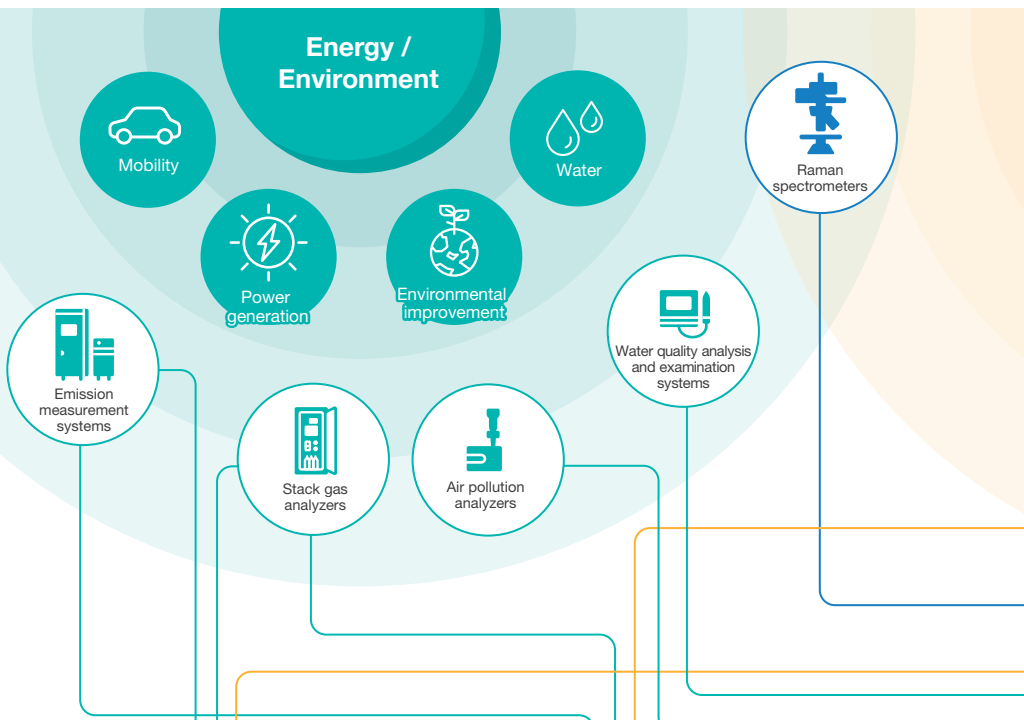 Energy /
Environment
Mobility
Water
Power
generation
Environmental
improvement
Raman
spectrometers
Water quality analysis
and examination
systems
Emission
measurement
systems
Stack gas
analyzers
Air pollution
analyzers